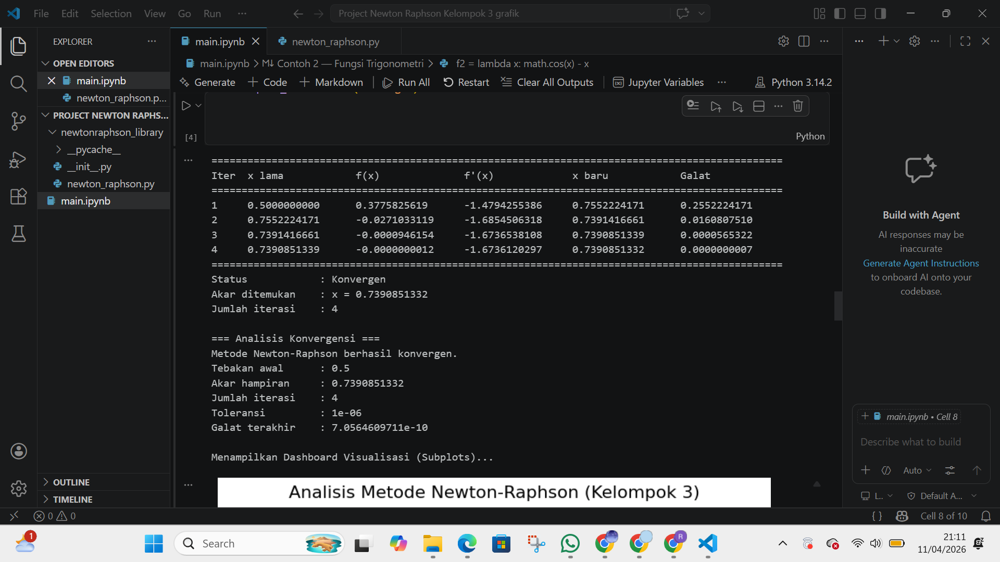 File Edit Selection View Go Run ...
Project Newton Raphson Kelompok 3 grafik
EXPLORER
OPEN EDITORS
main.ipynb
newton_raphson.p...
PROJECT NEWTON RAPHS...
newtonraphson_library
__pycache__
__init__.py
newton_raphson.py
main.ipynb
OUTLINE
TIMELINE
main.ipynb
newton_raphson.py
main.ipynb > M↓ Contoh 2 — Fungsi Trigonometri > f2 = lambda x: math.cos(x) - x
Generate + Code + Markdown Run All Restart Clear All Outputs Jupyter Variables ... Python 3.14.2
[4]
Python
===============================================================================================
Iter x lama f(x) f'(x) x baru Galat
===============================================================================================
1 0.5000000000 0.3775825619 -1.4794255386 0.7552224171 0.2552224171
2 0.7552224171 -0.0271033119 -1.6854506318 0.7391416661 0.0160807510
3 0.7391416661 -0.0000946154 -1.6736538108 0.7390851339 0.0000565322
4 0.7390851339 -0.0000000012 -1.6736120297 0.7390851332 0.0000000007
===============================================================================================
Status : Konvergen
Akar ditemukan : x = 0.7390851332
Jumlah iterasi : 4
=== Analisis Konvergensi ===
Metode Newton-Raphson berhasil konvergen.
Tebakan awal : 0.5
Akar hampiran : 0.7390851332
Jumlah iterasi : 4
Toleransi : 1e-06
Galat terakhir : 7.0564609711e-10
Menampilkan Dashboard Visualisasi (Subplots)...
Analisis Metode Newton-Raphson (Kelompok 3)
Build with Agent
AI responses may be
inaccurate
Generate Agent Instructions
to onboard AI onto your
codebase.
main.ipynb • Cell 8
Describe what to build
Auto
L.. Default A...
0 0
Cell 8 of 10
1
Search
R
21:11
11/04/2026